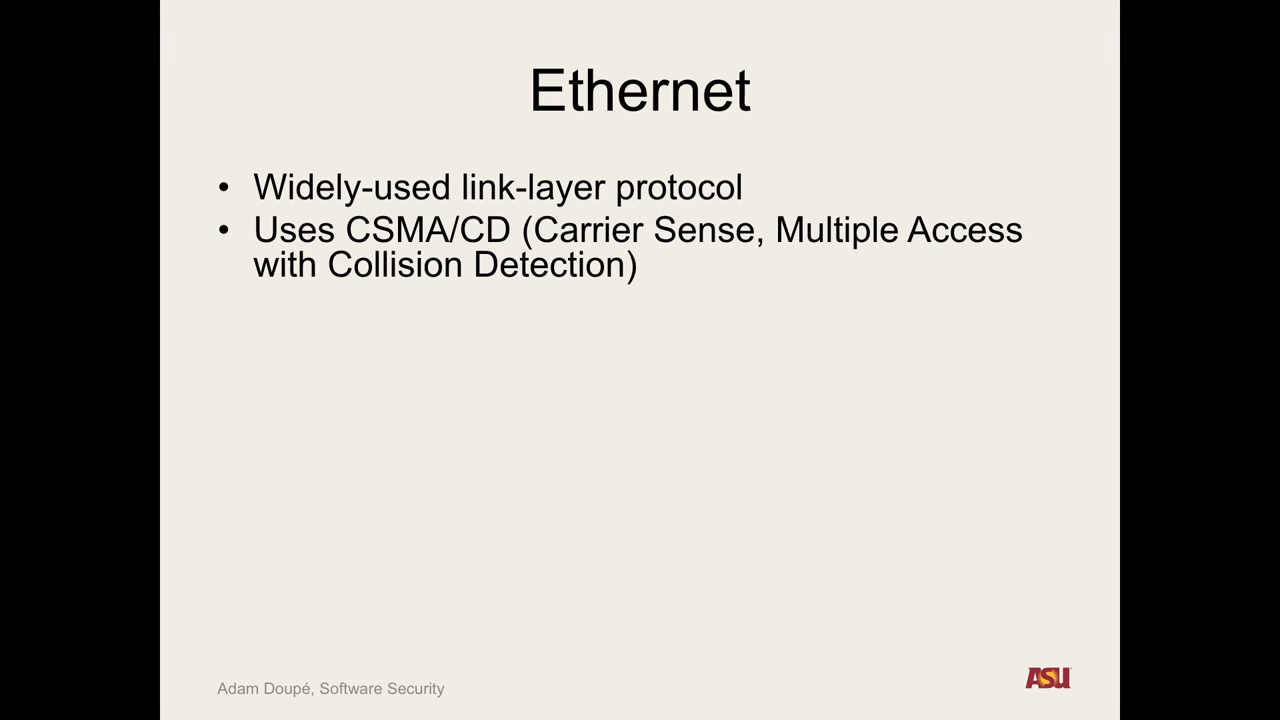 Ethernet
• Widely-used link-layer protocol
• Uses CSMA/CD (Carrier Sense, Multiple Access
with Collision Detection)
Adam Doupé, Software Security
ASU